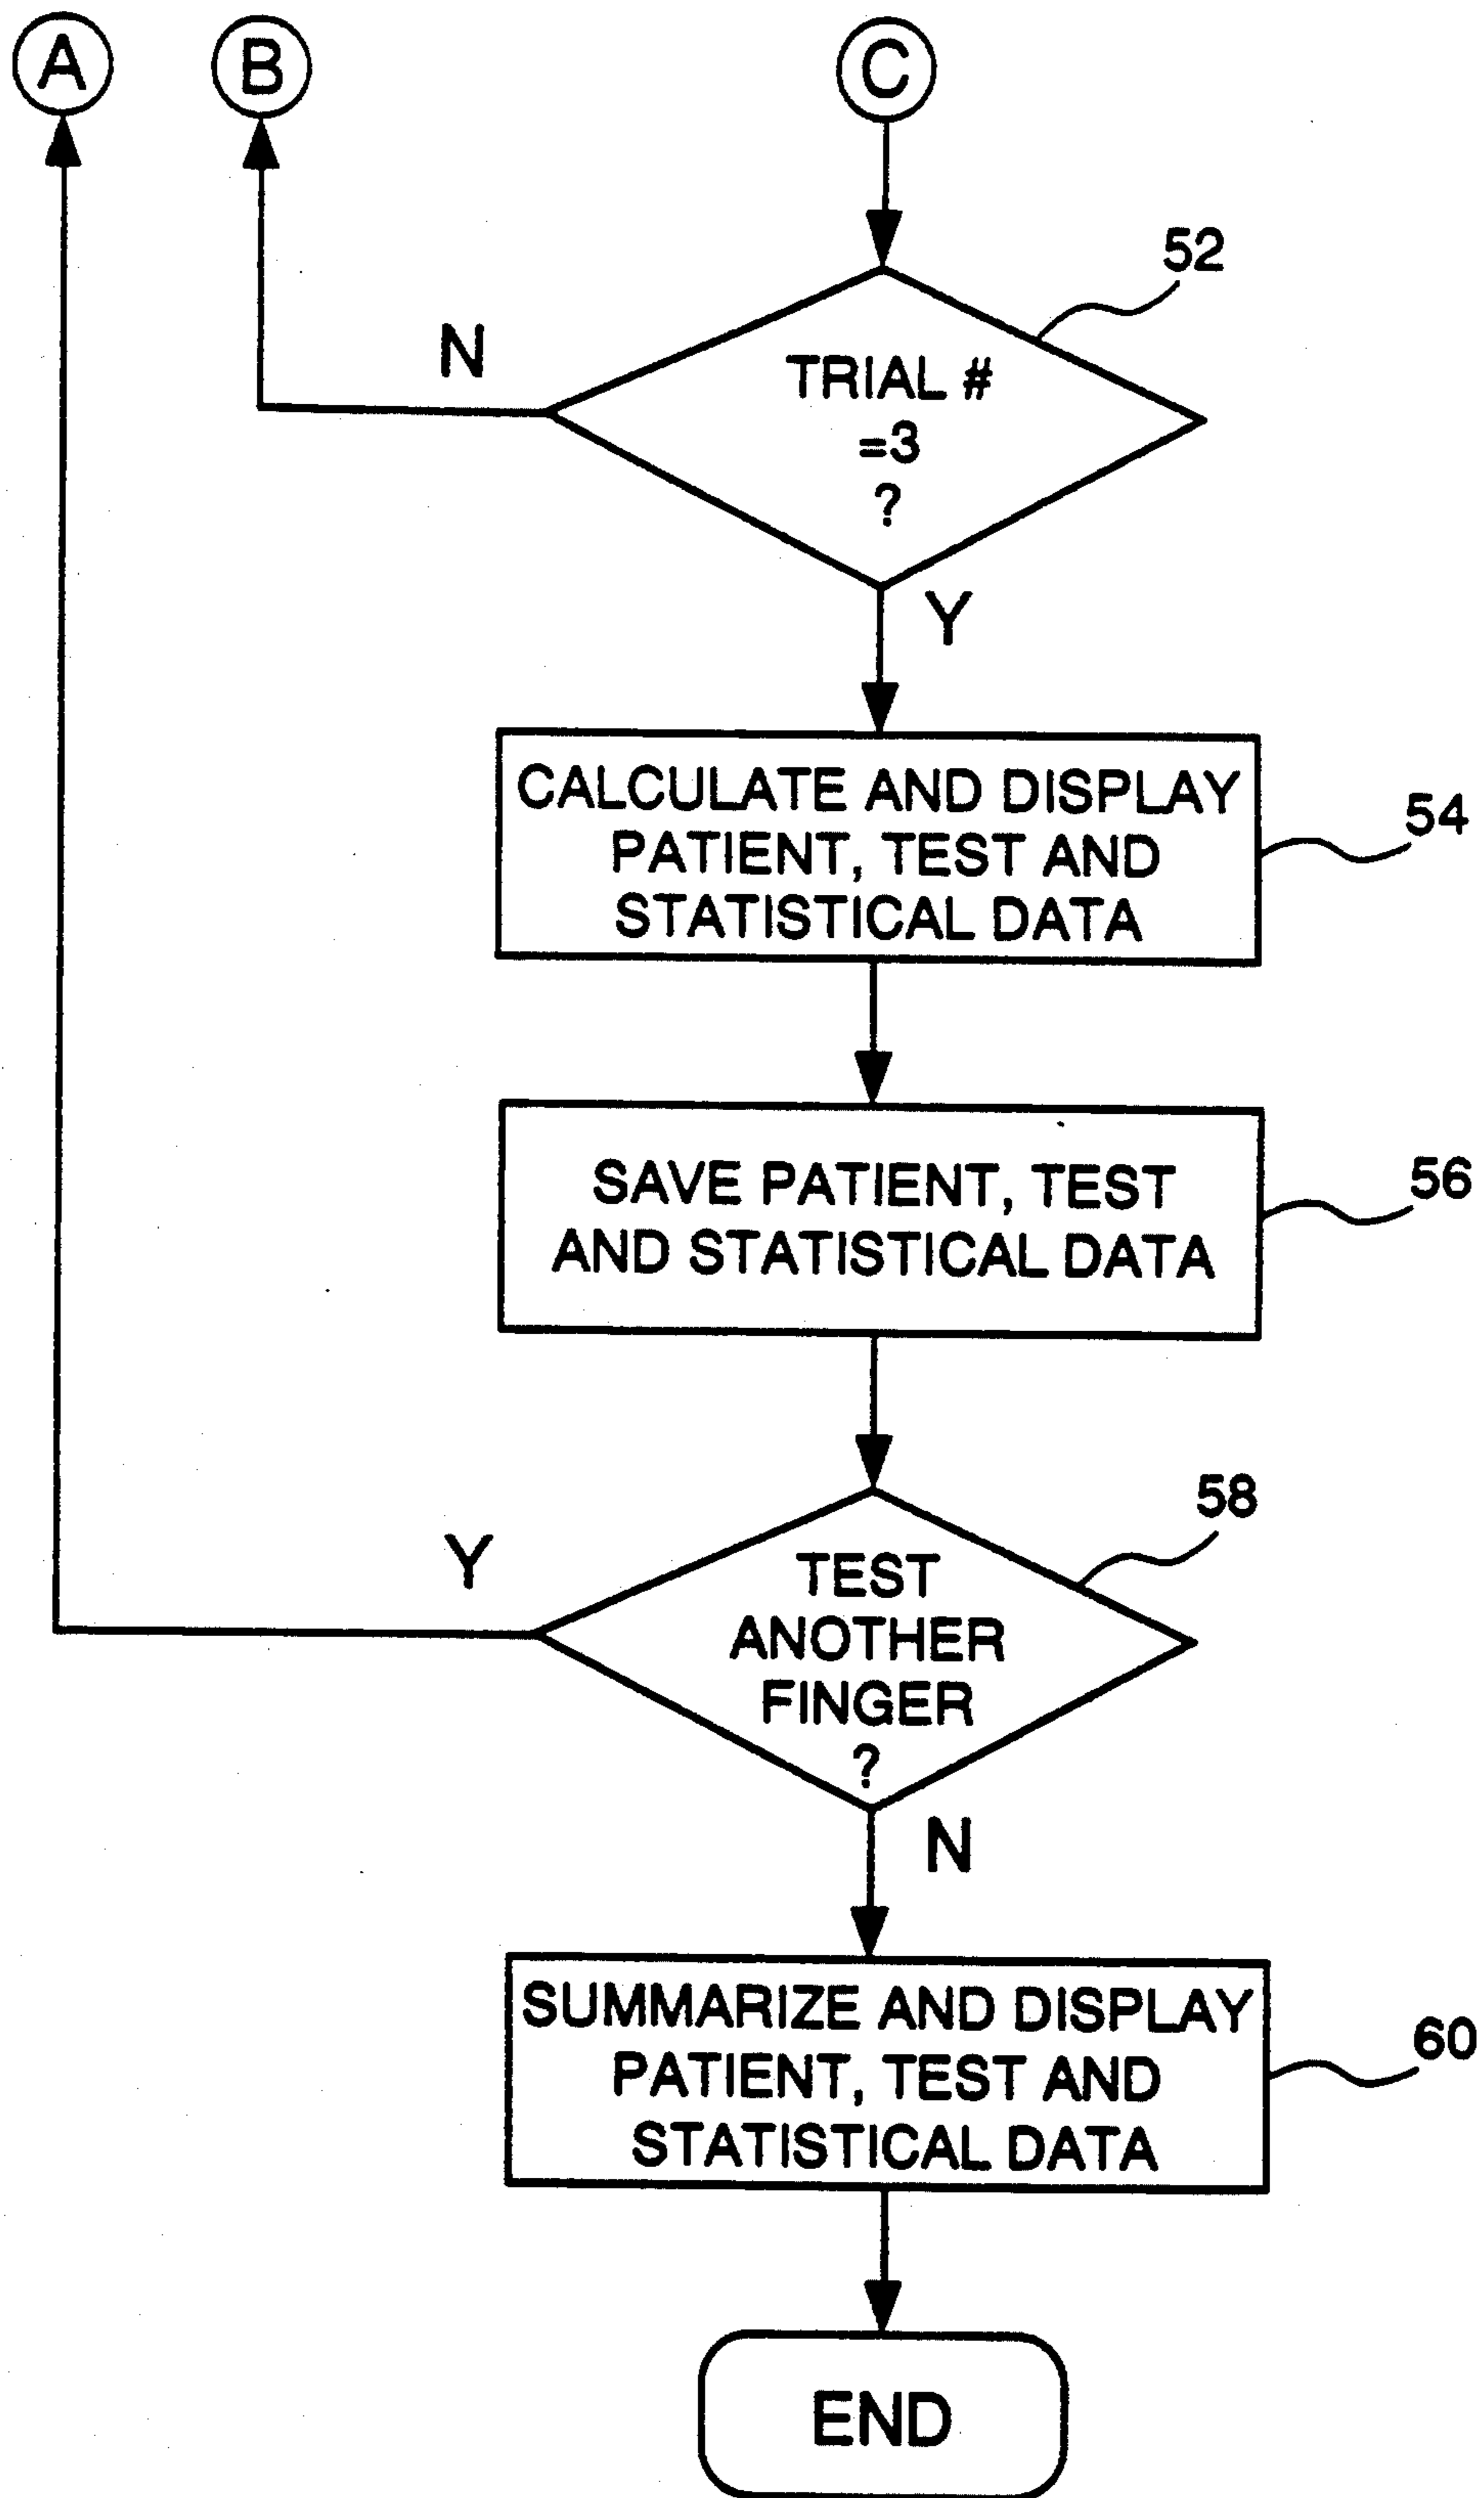 A
B
C
52
N
TRIAL #
=3
?
Y
CALCULATE AND DISPLAY
PATIENT, TEST AND
STATISTICAL DATA
54
SAVE PATIENT, TEST
AND STATISTICAL DATA
56
58
Y
TEST
ANOTHER
FINGER
?
N
SUMMARIZE AND DISPLAY
PATIENT, TEST AND
STATISTICAL DATA
60
END